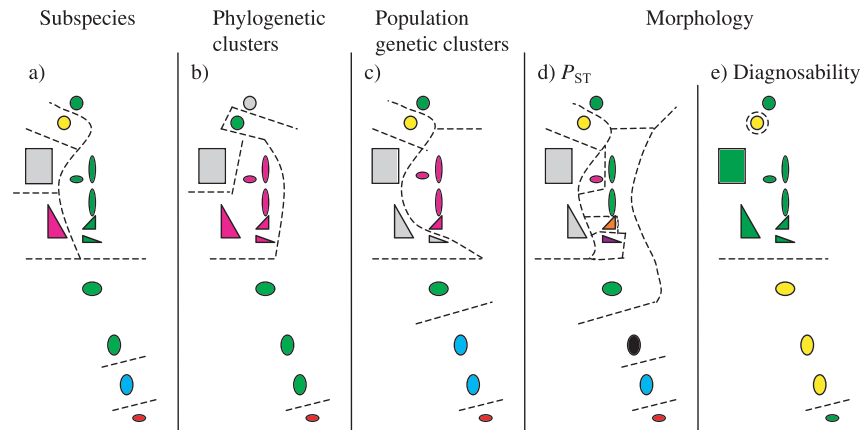 Subspecies
Phylogenetic
clusters
Population
genetic clusters
Morphology
a)
b)
c)
d) PST
e) Diagnosability